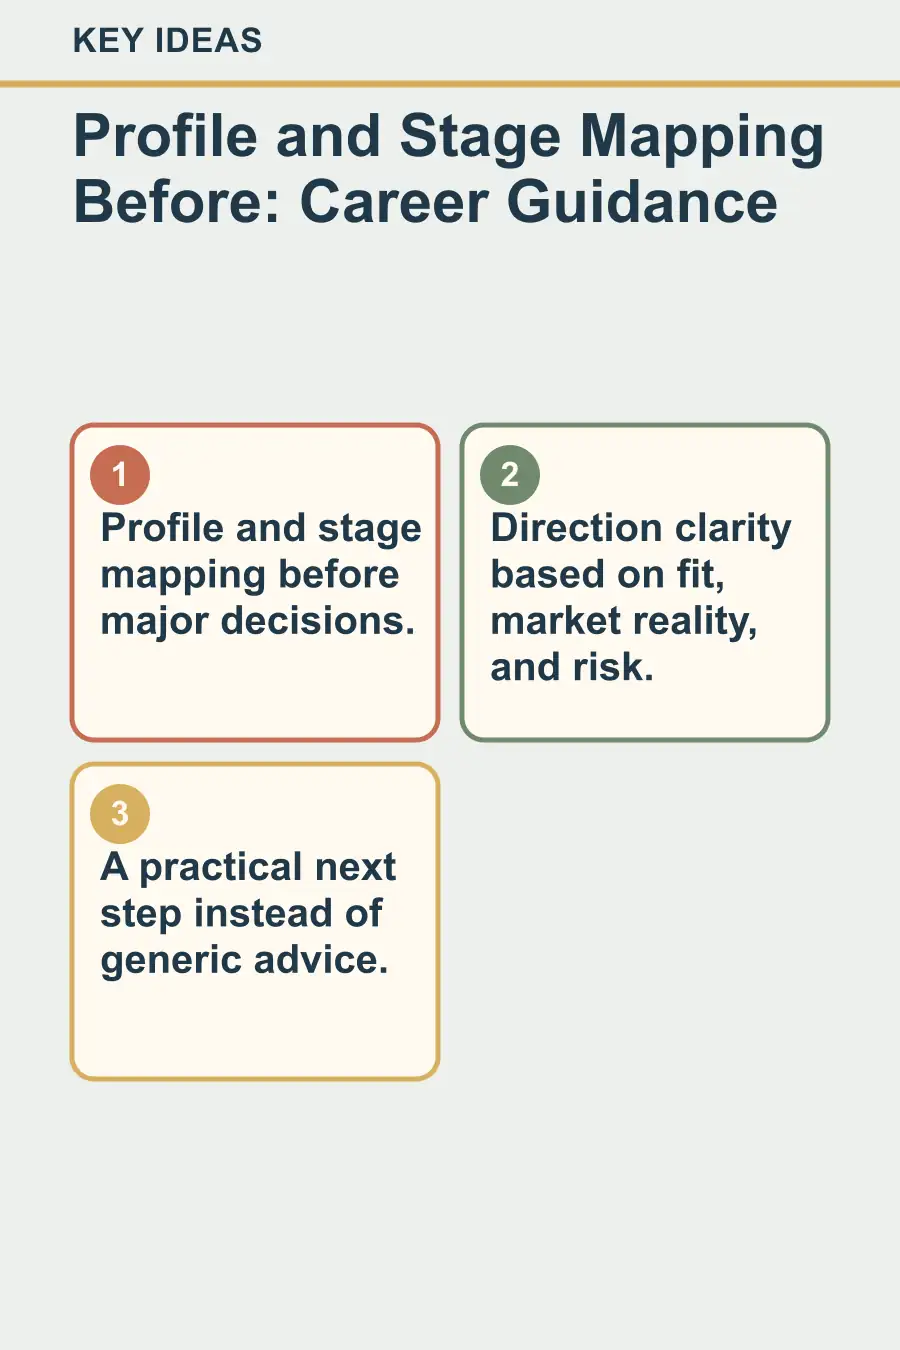 KEY IDEAS
Profile and Stage Mapping
Before: Career Guidance
1
Profile and stage
mapping before
major decisions.
2
Direction clarity
based on fit,
market reality,
and risk.
3
A practical next
step instead of
generic advice.